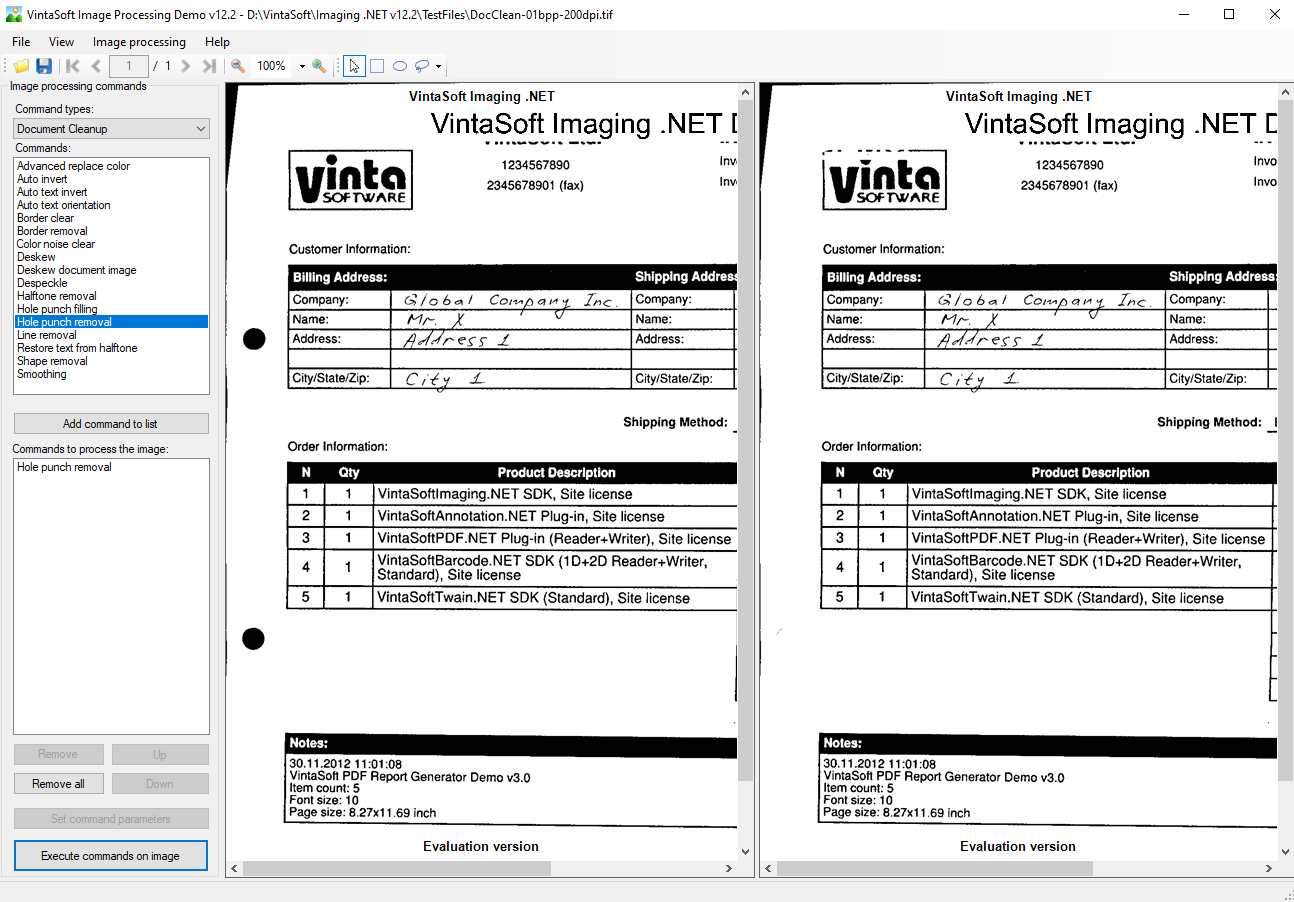 VintaSoft Image Processing Demo v12.2 - D:\VintaSoft\Imaging .NET v12.2\TestFiles\DocClean-01bpp-200dpi.tif
File View Image processing Help
1 / 1 100%
Image processing commands
Command types:
Document Cleanup
Commands:
Advanced replace color
Auto invert
Auto text invert
Auto text orientation
Border clear
Border removal
Color noise clear
Deskew
Deskew document image
Despeckle
Halftone removal
Hole punch filling
Hole punch removal
Line removal
Restore text from halftone
Shape removal
Smoothing
Add command to list
Commands to process the image:
Hole punch removal
Remove Up
Remove all Down
Set command parameters
Execute commands on image
VintaSoft Imaging .NET
VintaSoft Imaging .NET D
vinta
SOFTWARE
1234567890
2345678901 (fax)
Inv
Inv
Customer Information:
Billing Address: Shipping Address
Company: Global Company Inc. Company:
Name: Mr. X Name:
Address: Address 1 Address:
City/State/Zip: City 1 City/State/Zip:
Shipping Method:
Order Information:
N Qty Product Description
1 1 VintaSoftImaging.NET SDK, Site license
2 1 VintaSoftAnnotation.NET Plug-in, Site license
3 1 VintaSoftPDF.NET Plug-in (Reader+Writer), Site license
4 1 VintaSoftBarcode.NET SDK (1D+2D Reader+Writer,
Standard), Site license
5 1 VintaSoftTwain.NET SDK (Standard), Site license
Notes:
30.11.2012 11:01:08
VintaSoft PDF Report Generator Demo v3.0
Item count: 5
Font size: 10
Page size: 8.27x11.69 inch
Evaluation version
VintaSoft Imaging .NET
VintaSoft Imaging .NET D
vinta
SOFTWARE
1234567890
2345678901 (fax)
Invo
Invo
Customer Information:
Billing Address: Shipping Address:
Company: Global Company Inc. Company:
Name: Mr. X Name:
Address: Address 1 Address:
City/State/Zip: City 1 City/State/Zip:
Shipping Method:
Order Information:
N Qty Product Description
1 1 VintaSoftImaging.NET SDK, Site license
2 1 VintaSoftAnnotation.NET Plug-in, Site license
3 1 VintaSoftPDF.NET Plug-in (Reader+Writer), Site license
4 1 VintaSoftBarcode.NET SDK (1D+2D Reader+Writer,
Standard), Site license
5 1 VintaSoftTwain.NET SDK (Standard), Site license
Notes:
30.11.2012 11:01:08
VintaSoft PDF Report Generator Demo v3.0
Item count: 5
Font size: 10
Page size: 8.27x11.69 inch
Evaluation version